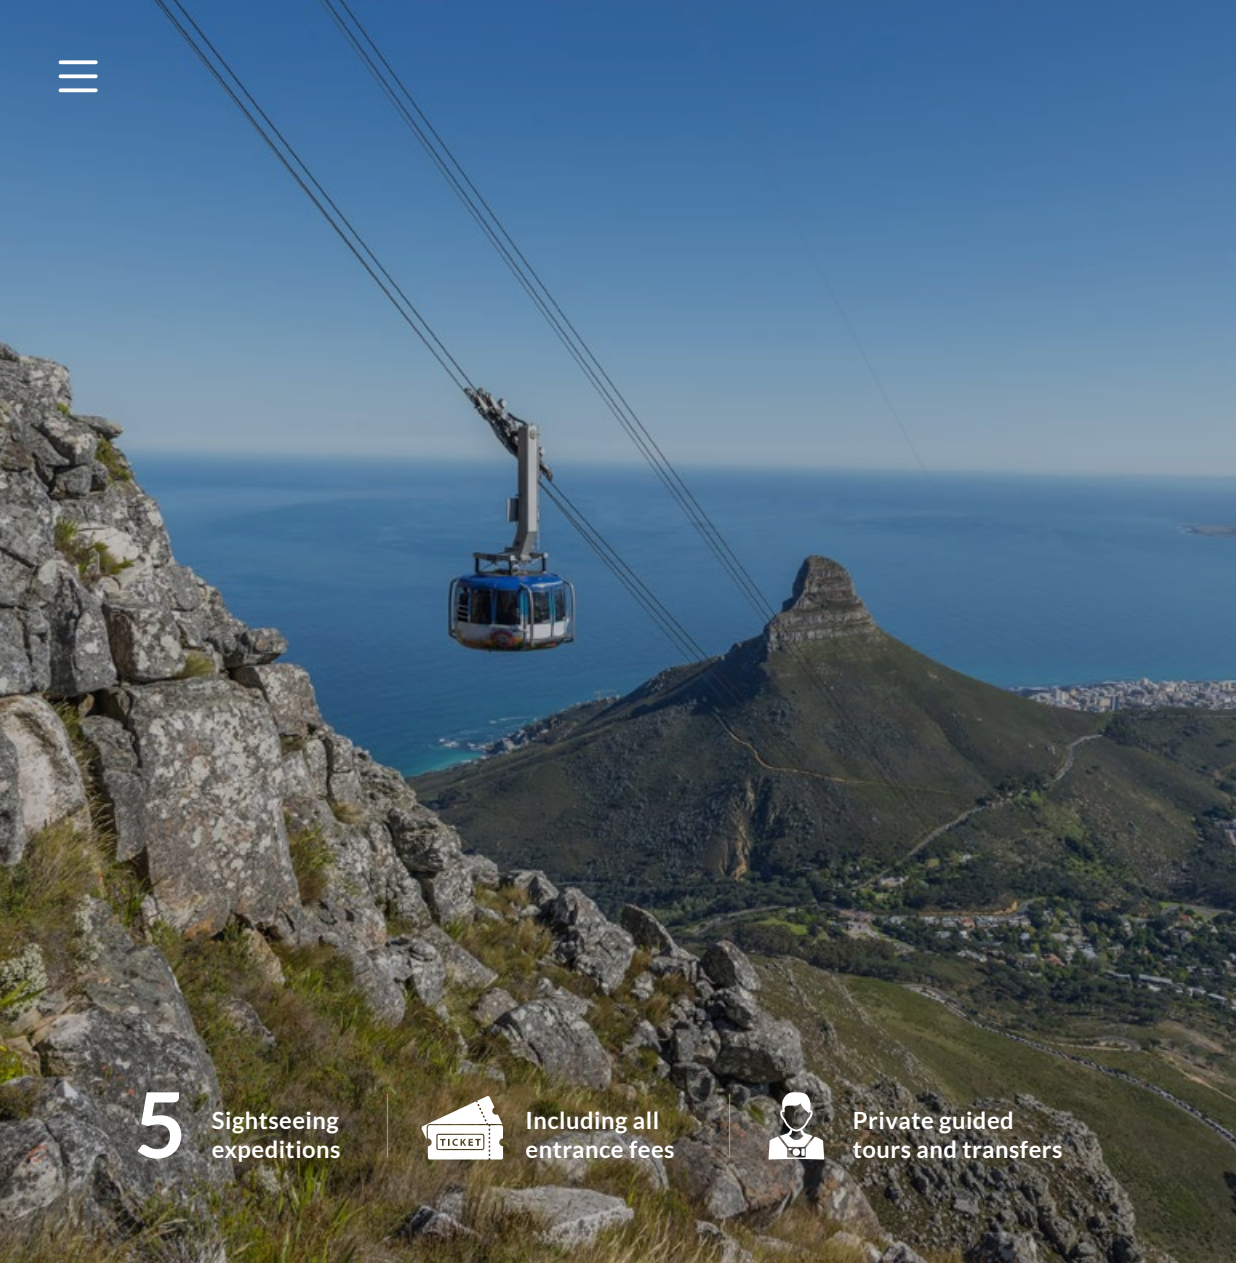 5
Sightseeing
expeditions
TICKET
Including all
entrance fees
Private guided
tours and transfers